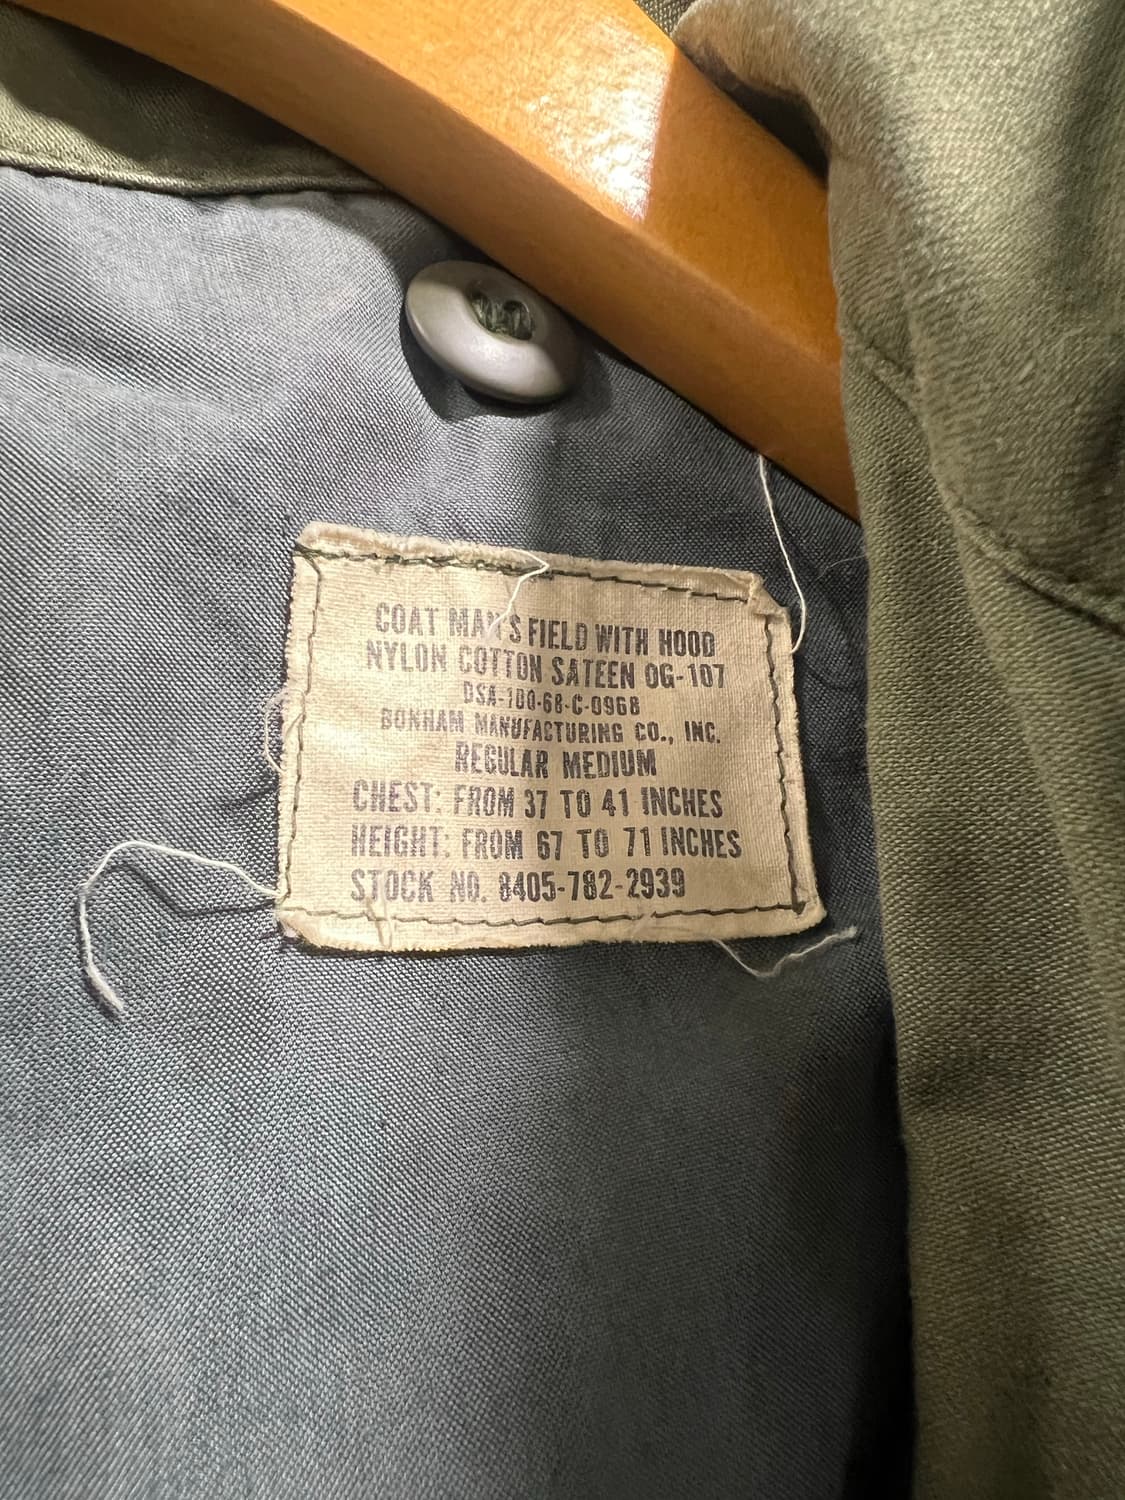 COAT MAN'S FIELD WITH HOOD
NYLON COTTON SATEEN OG-107
DSA-100-68-C-0968
BONHAM MANUFACTURING CO., INC.
REGULAR MEDIUM
CHEST: FROM 37 TO 41 INCHES
HEIGHT: FROM 67 TO 71 INCHES
STOCK NO. 8405-782-2939